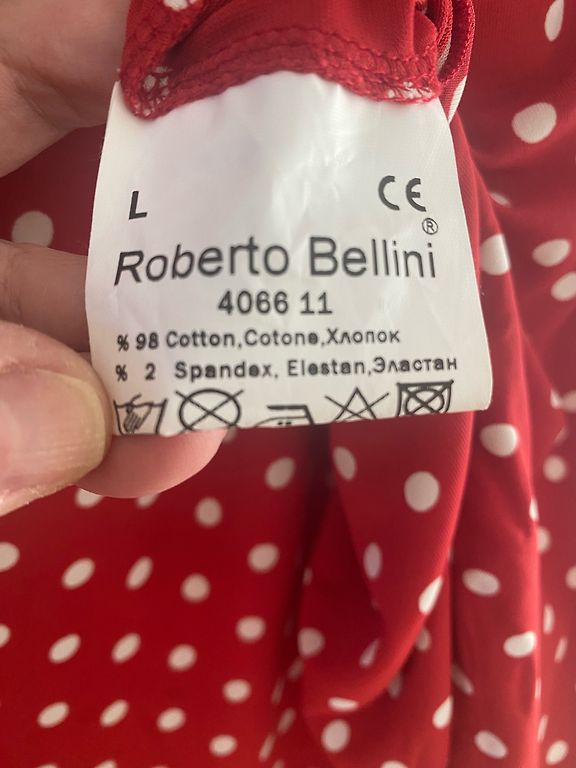 L CE
Roberto Bellini®
4066 11
% 98 Cotton,Cotone,Хлопок
% 2 Spandex, Elestan,Эластан